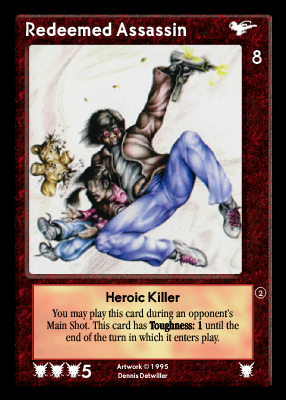 Redeemed Assassin
8
Heroic Killer
2
You may play this card during an opponent's
Main Shot. This card has Toughness: 1 until the
end of the turn in which it enters play.
5
Artwork © 1995
Dennis Detwiller